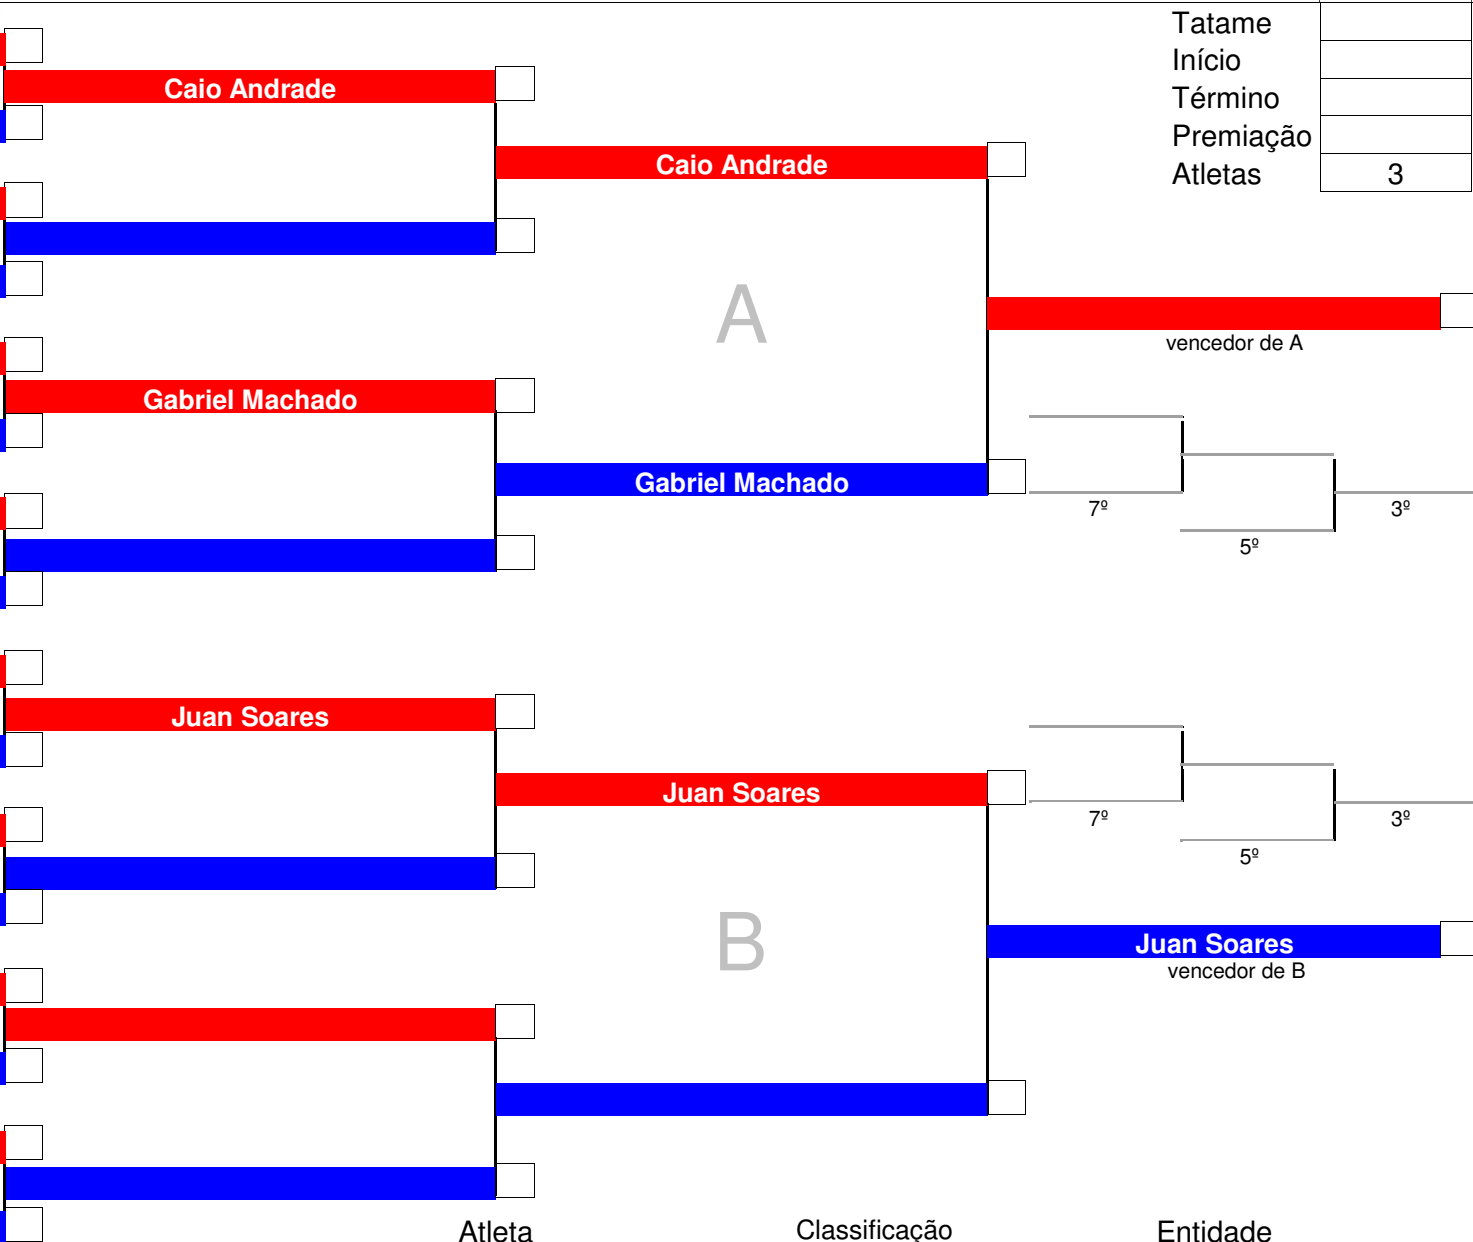 Tatame
Início
Término
Premiação
Atletas 3
Caio Andrade
Caio Andrade
A
vencedor de A
Gabriel Machado
Gabriel Machado
7º
3º
5º
Juan Soares
Juan Soares
7º
3º
5º
B
Juan Soares
vencedor de B
Atleta Classificação Entidade